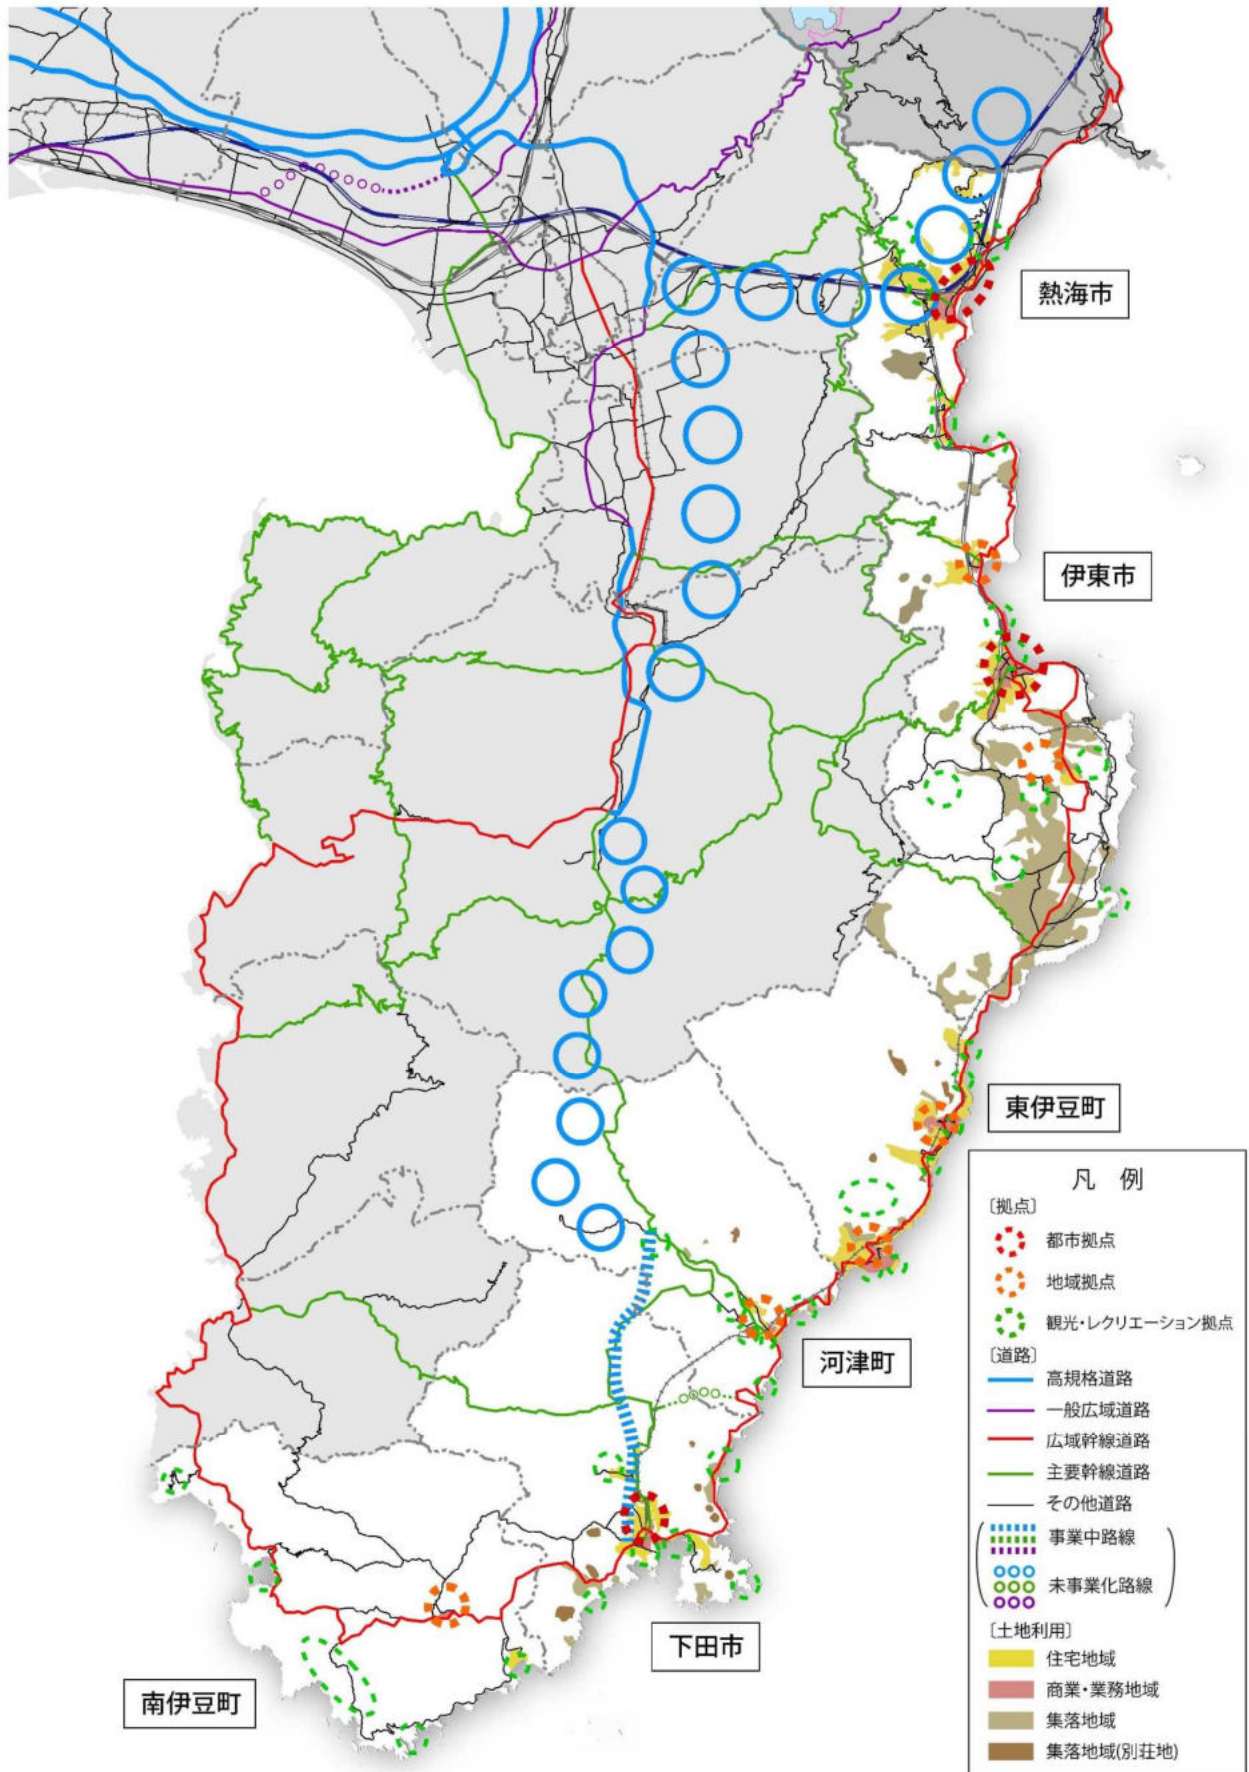 熱海市
伊東市
東伊豆町
河津町
下田市
南伊豆町
凡 例
〔拠点〕
都市拠点
地域拠点
観光・レクリエーション拠点
〔道路〕
高規格道路
一般広域道路
広域幹線道路
主要幹線道路
その他道路
事業中路線
未事業化路線
〔土地利用〕
住宅地域
商業・業務地域
集落地域
集落地域(別荘地)